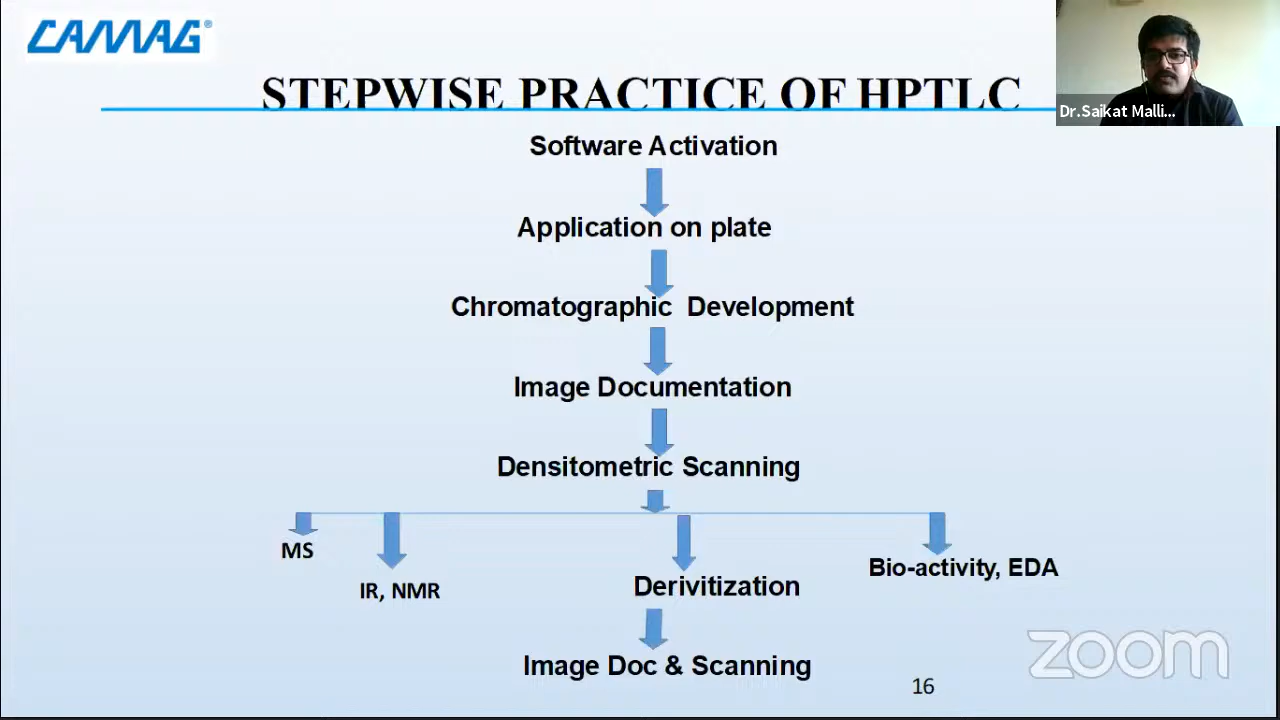 CAMAG®
STEPWISE PRACTICE OF HPTLC
Dr.Saikat Malli...
Software Activation
Application on plate
Chromatographic Development
Image Documentation
Densitometric Scanning
MS
IR, NMR
Derivitization
Bio-activity, EDA
Image Doc & Scanning
zoom
16